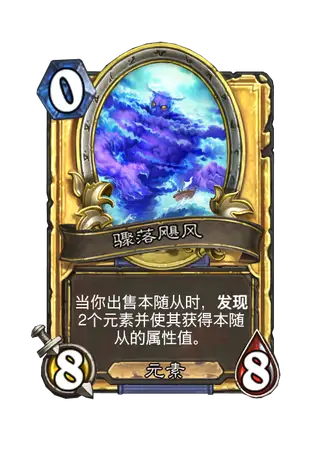 0
骤落飓风
当你出售本随从时，发现
2个元素并使其获得本随
从的属性值。
8
元素
8